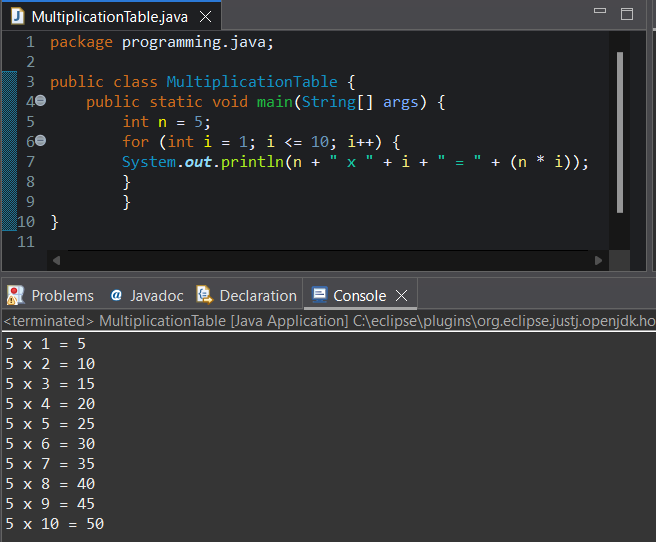 MultiplicationTable.java
1 package programming.java;
2
3 public class MultiplicationTable {
4     public static void main(String[] args) {
5         int n = 5;
6         for (int i = 1; i <= 10; i++) {
7         System.out.println(n + " x " + i + " = " + (n * i));
8         }
9         }
10 }
11
Problems @ Javadoc Declaration Console
<terminated> MultiplicationTable [Java Application] C:\eclipse\plugins\org.eclipse.justj.openjdk.ho
5 x 1 = 5
5 x 2 = 10
5 x 3 = 15
5 x 4 = 20
5 x 5 = 25
5 x 6 = 30
5 x 7 = 35
5 x 8 = 40
5 x 9 = 45
5 x 10 = 50